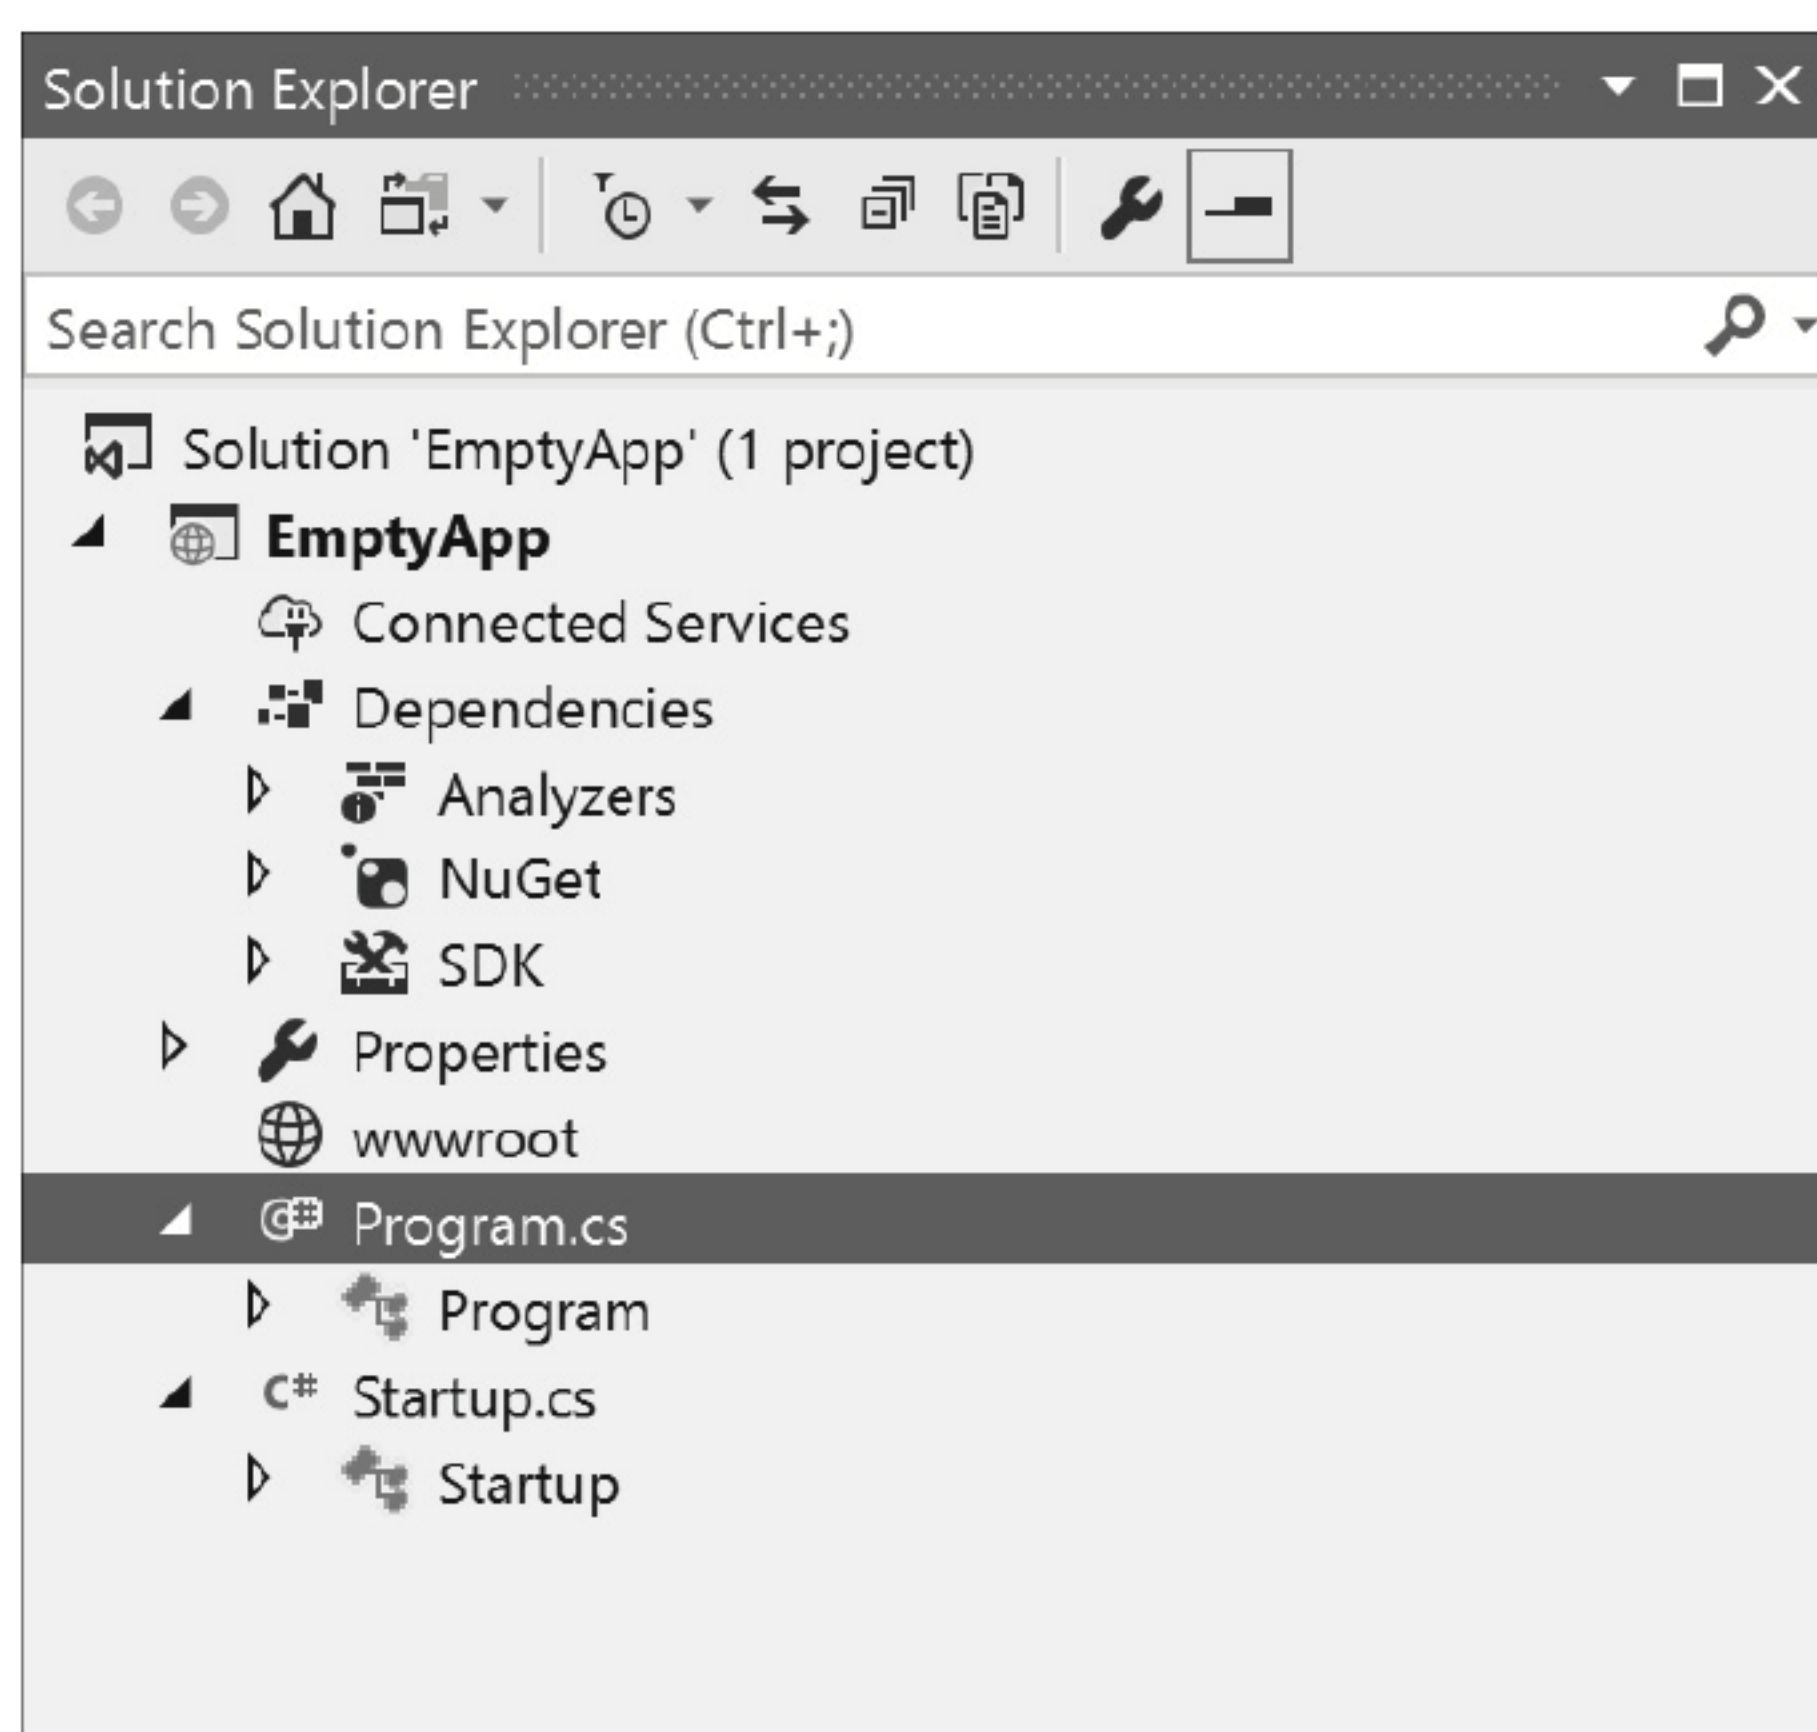 Solution Explorer
Search Solution Explorer (Ctrl+;)
Solution 'EmptyApp' (1 project)
EmptyApp
Connected Services
Dependencies
Analyzers
NuGet
SDK
Properties
wwwroot
C# Program.cs
Program
C# Startup.cs
Startup